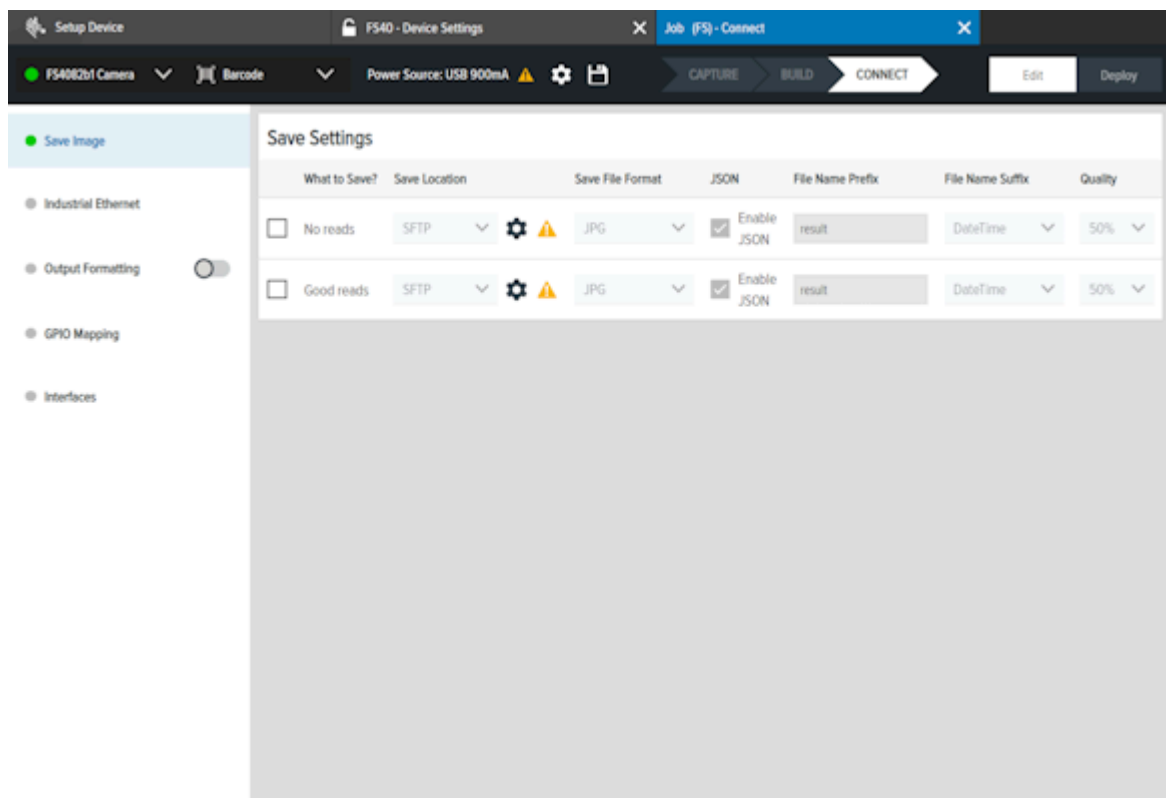 Setup Device
FS40 - Device Settings
Job (FS) - Connect
FS4082b1 Camera
Barcode
Power Source: USB 900mA
CAPTURE
BUILD
CONNECT
Edit
Deploy
Save Image
Industrial Ethernet
Output Formatting
GPIO Mapping
Interfaces
Save Settings
What to Save? Save Location Save File Format JSON File Name Prefix File Name Suffix Quality
No reads SFTP JPG Enable JSON result DateTime 50%
Good reads SFTP JPG Enable JSON result DateTime 50%